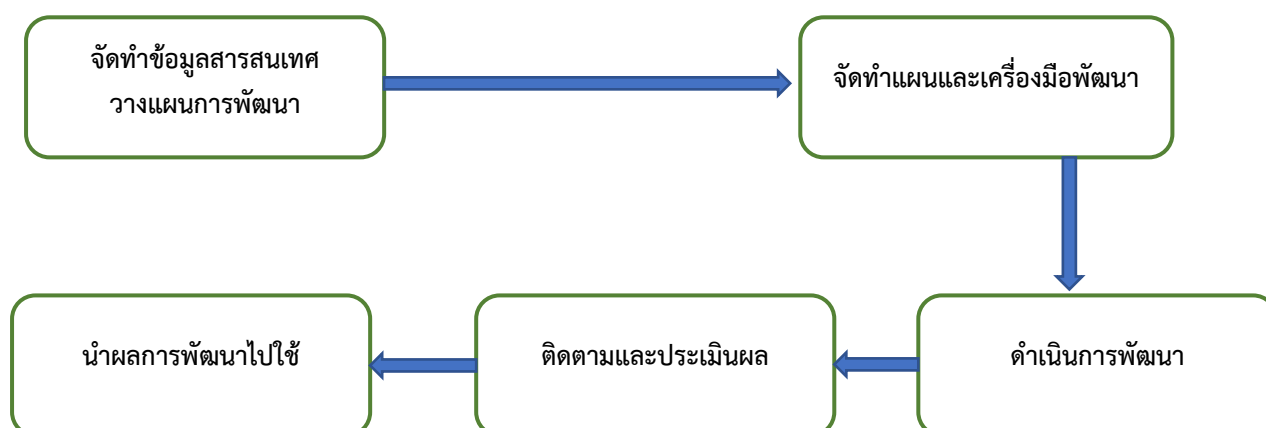 จัดทำข้อมูลสารสนเทศ
วางแผนการพัฒนา
จัดทำแผนและเครื่องมือพัฒนา
ดำเนินการพัฒนา
ติดตามและประเมินผล
นำผลการพัฒนาไปใช้